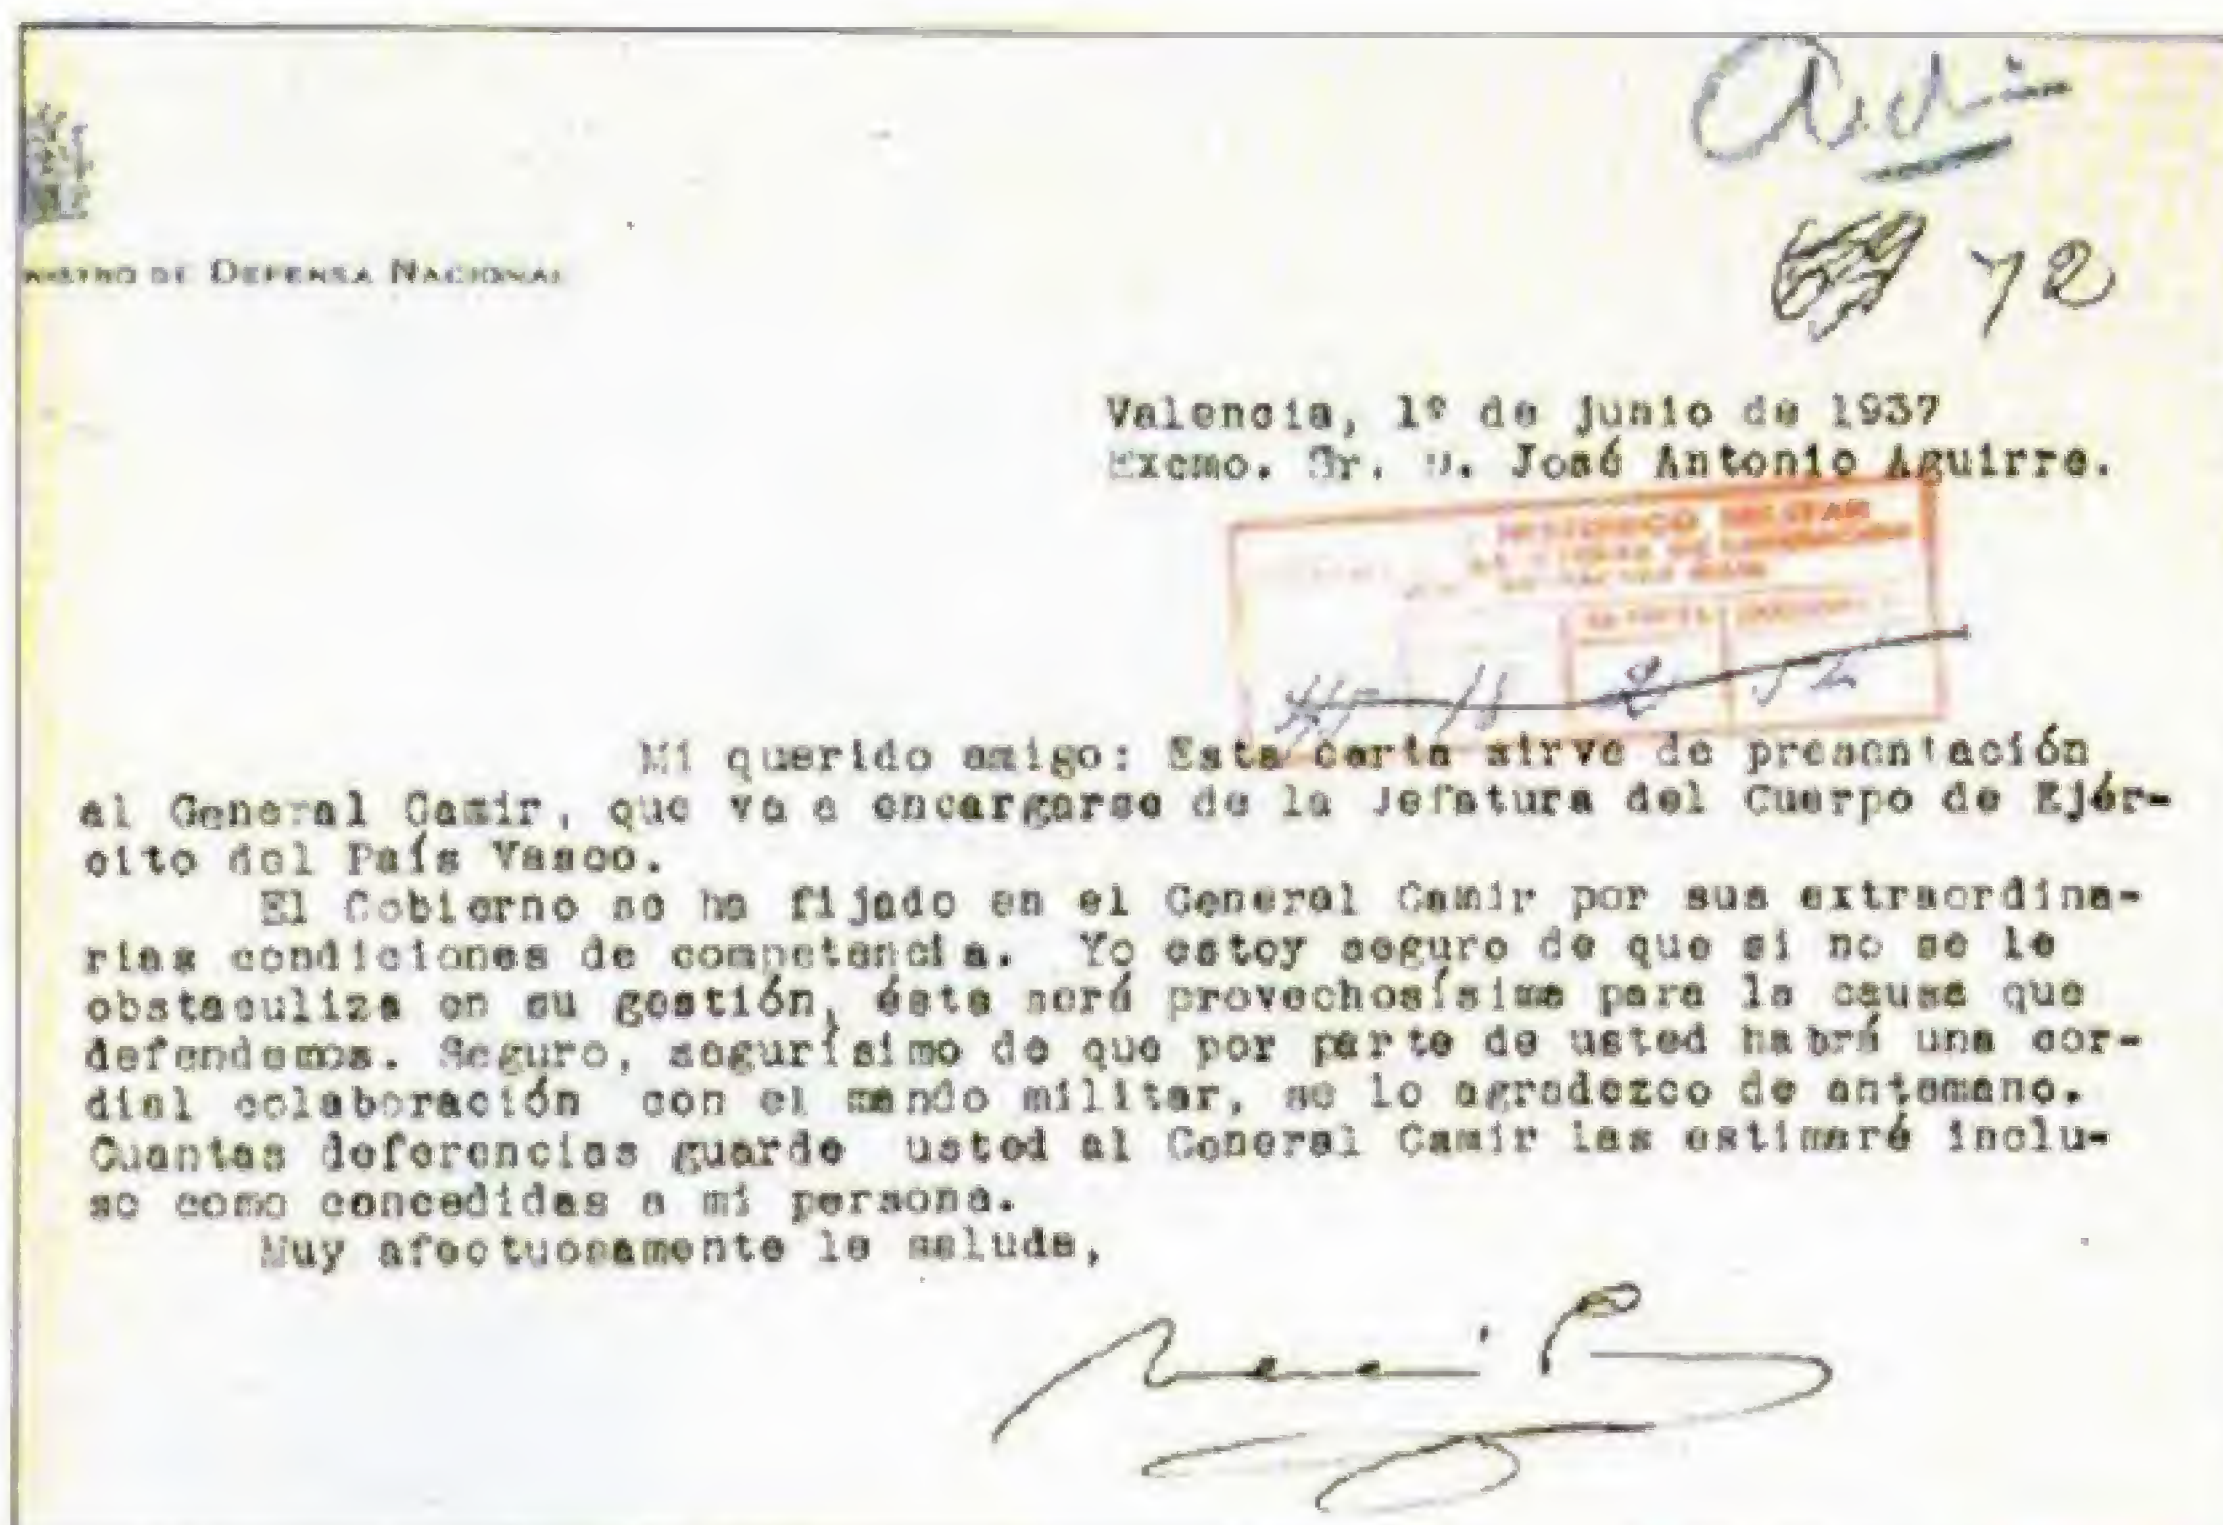 DEFENSA NACIONAL
72
Valencia, 1º de junio de 1937
Excmo. Sr. D. José Antonio Aguirre.
MILITAR
Mi querido amigo: Esta carta sirve de presentación
al General Gamir, que va a encargarse de la Jefatura del Cuerpo de Ejér-
cito del País Vasco.
El Gobierno se ha fijado en el General Gamir por sus extraordina-
rias condiciones de competencia. Yo estoy seguro de que si no se le
obstaculiza en su gestión, ésta será provechosísima para la causa que
defendemos. Seguro, segurísimo de que por parte de usted habrá una cor-
dial colaboración con el mando militar, se lo agradezco de antemano.
Cuantas deferencias guarde usted al General Gamir las estimaré inclu-
so como concedidas a mi persona.
Muy afectuosamente le saluda,